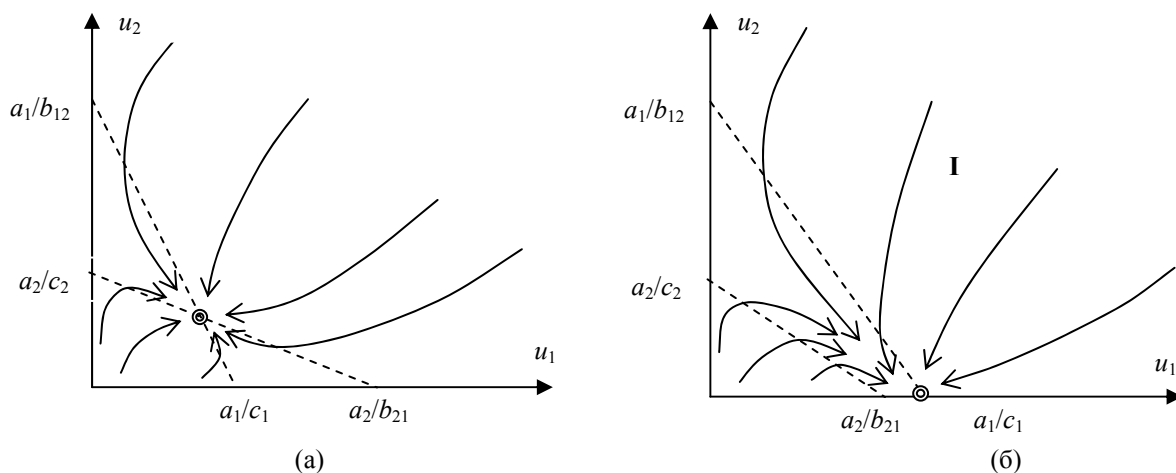 u₂
a₁/b₁₂
a₂/c₂
u₁
a₁/c₁
a₂/b₂₁
(а)
u₂
a₁/b₁₂
I
a₂/c₂
u₁
a₂/b₂₁
a₁/c₁
(б)